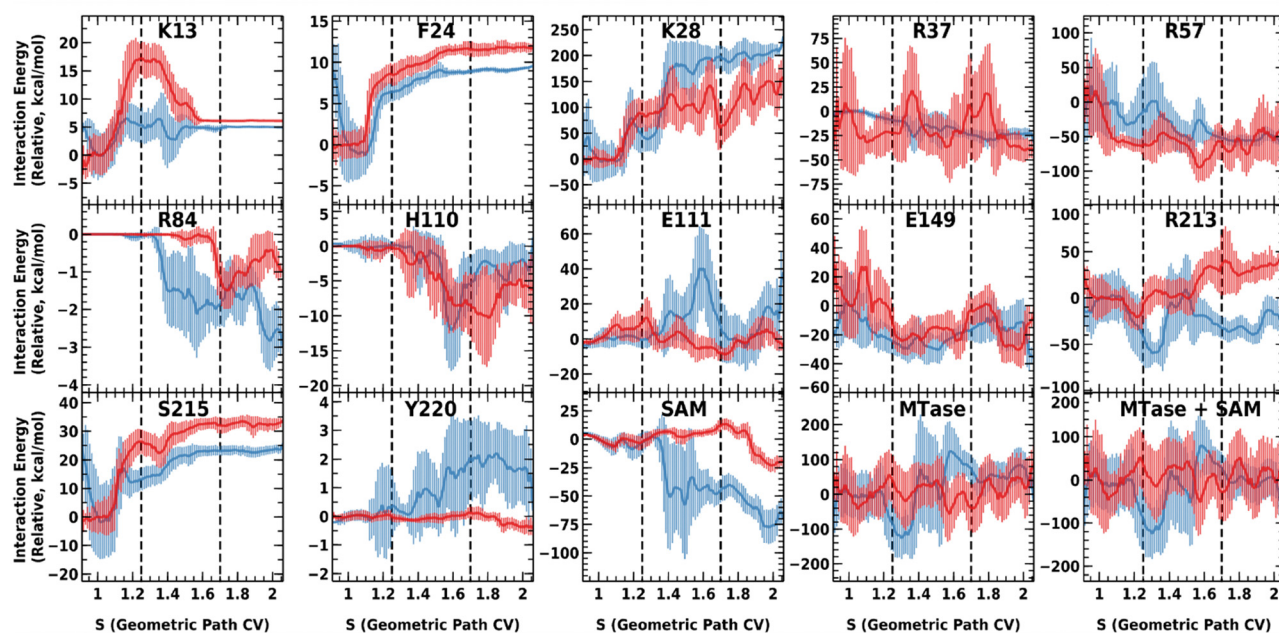 K13 F24 K28 R37 R57
Interaction Energy
(Relative, kcal/mol)
20 15 10 5 0 −5
15 10 5 0 −5
250 200 150 100 50 0 −50
75 50 25 0 −25 −50 −75
100 50 0 −50 −100
R84 H110 E111 E149 R213
Interaction Energy
(Relative, kcal/mol)
0 −1 −2 −3 −4
5 0 −5 −10 −15 −20
60 40 20 0 −20
60 40 20 0 −20 −40 −60
100 50 0 −50 −100
S215 Y220 SAM MTase MTase + SAM
Interaction Energy
(Relative, kcal/mol)
40 30 20 10 0 −10 −20
4 3 2 1 0 −1 −2
25 0 −25 −50 −75 −100
200 100 0 −100 −200
200 100 0 −100 −200
1 1.2 1.4 1.6 1.8 2 1 1.2 1.4 1.6 1.8 2 1 1.2 1.4 1.6 1.8 2 1 1.2 1.4 1.6 1.8 2 1 1.2 1.4 1.6 1.8 2
S (Geometric Path CV) S (Geometric Path CV) S (Geometric Path CV) S (Geometric Path CV) S (Geometric Path CV)